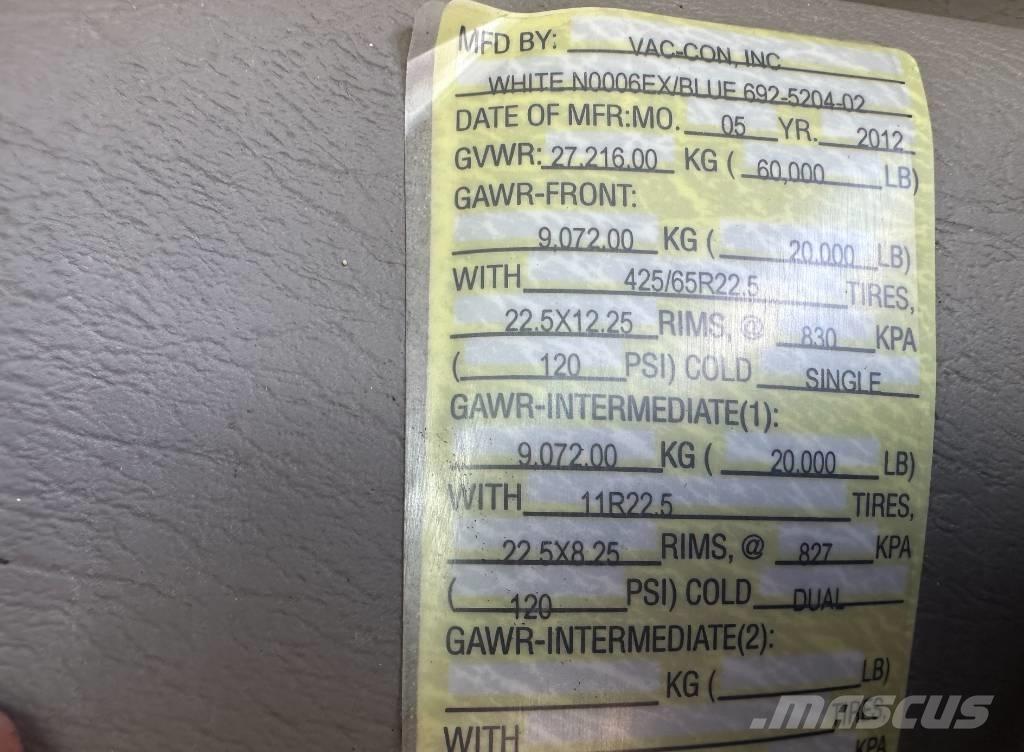 MFD BY: VAC-CON, INC
WHITE N0006EX/BLUE 692-5204-02
DATE OF MFR:MO. 05 YR. 2012
GVWR: 27,216.00 KG ( 60,000 LB)
GAWR-FRONT:
9,072.00 KG ( 20,000 LB)
WITH 425/65R22.5 TIRES,
22.5X12.25 RIMS, @ 830 KPA
( 120 PSI) COLD SINGLE
GAWR-INTERMEDIATE(1):
9,072.00 KG ( 20,000 LB)
WITH 11R22.5 TIRES,
22.5X8.25 RIMS, @ 827 KPA
( 120 PSI) COLD DUAL
GAWR-INTERMEDIATE(2):
KG ( LB)
WITH TIRES
KPA
MASCUS